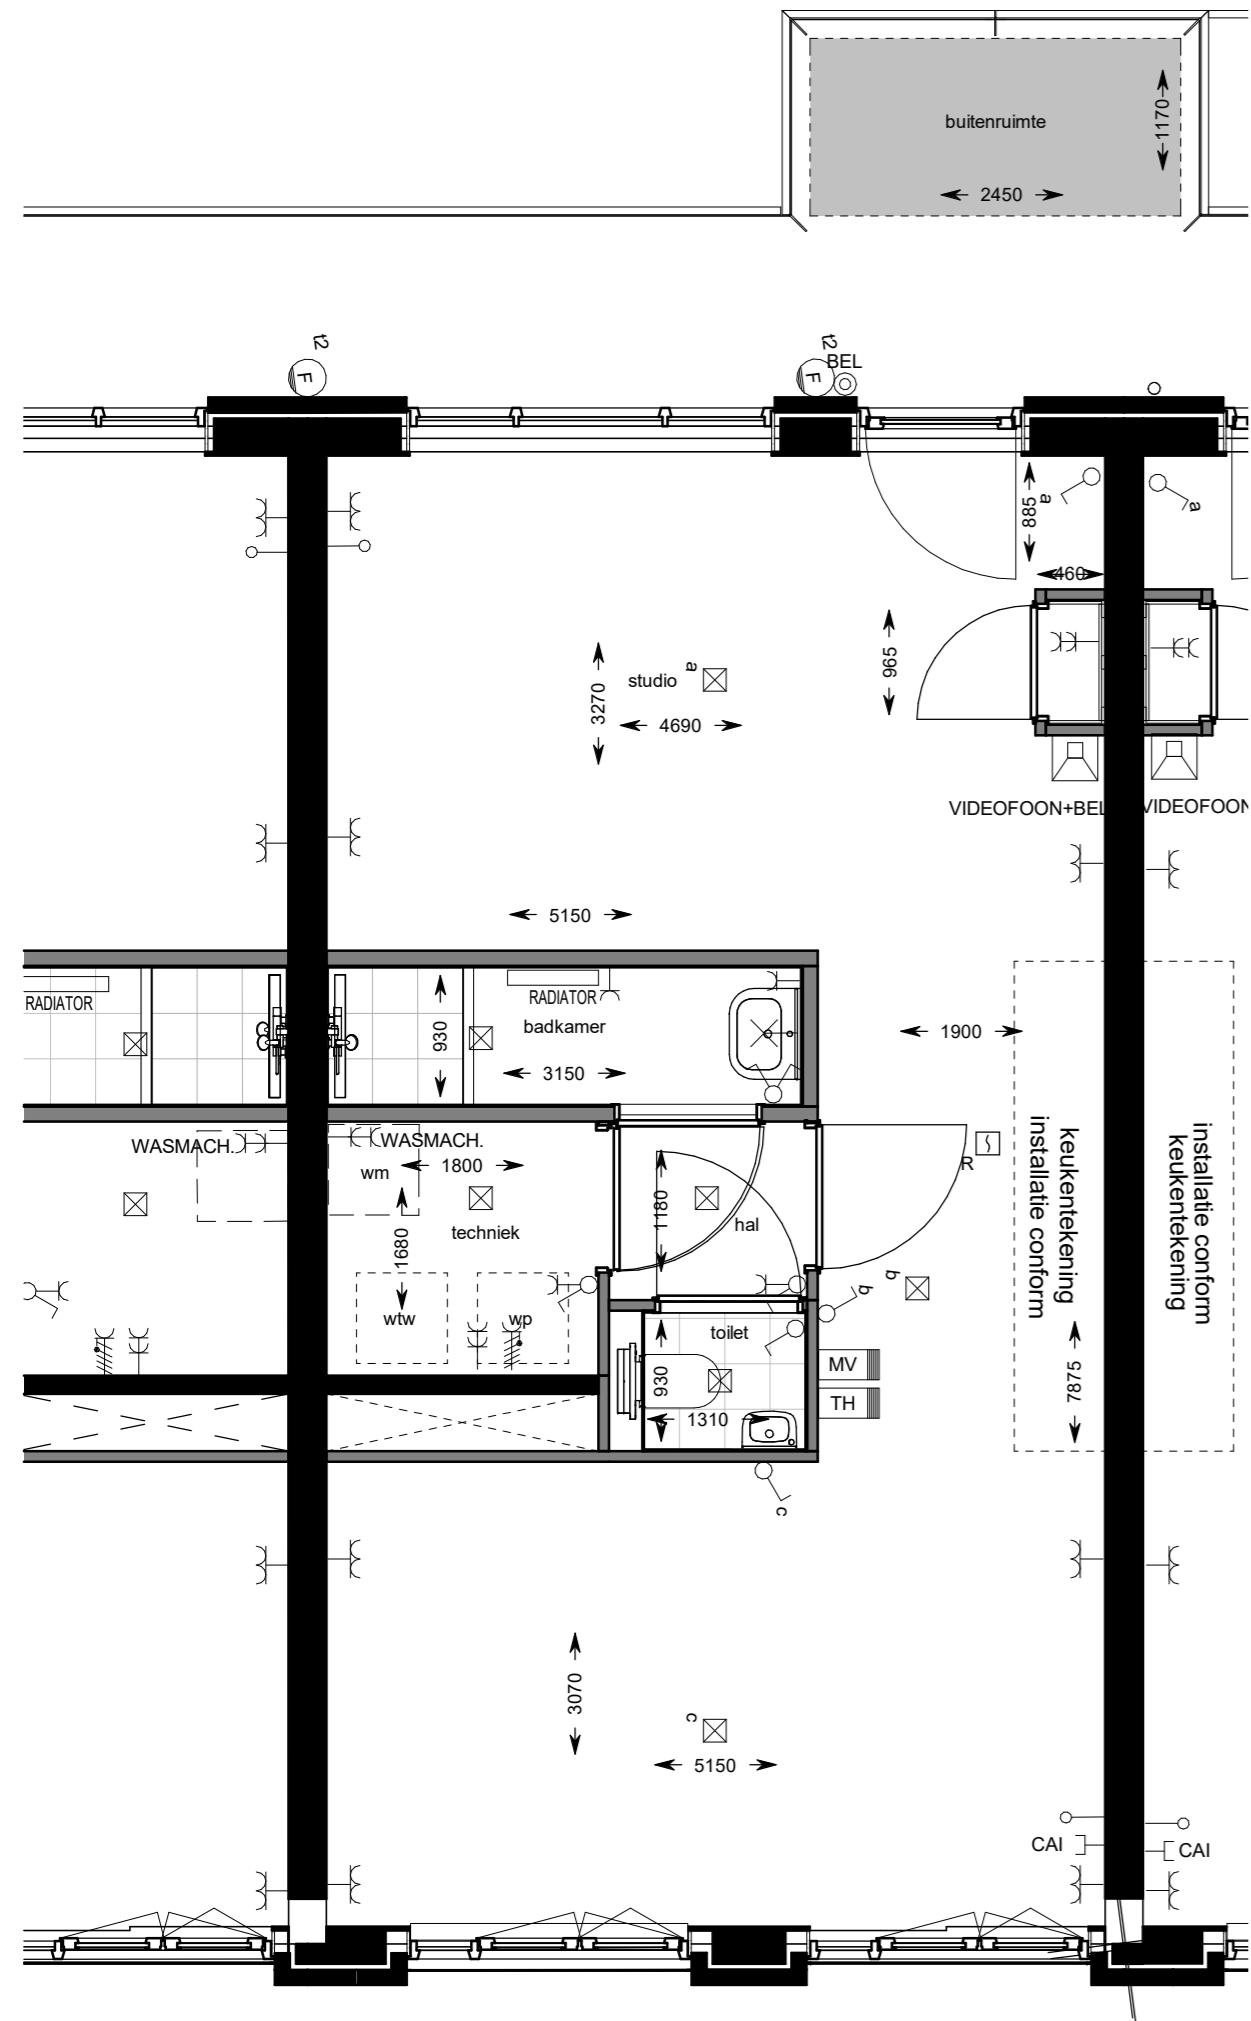 buitenruimte
1170
2450
t2
F
t2
F
BEL
a
885
a
460
965
studio
a
3270
4690
VIDEOFOON+BEL
VIDEOFOON
5150
RADIATOR
RADIATOR
badkamer
930
3150
1900
WASMACH.
WASMACH.
wm
1800
techniek
1680
wtw
wp
1180
hal
R
b
b
installatie conform
keukentekening
installatie conform
keukentekening
7875
toilet
930
1310
MV
TH
c
3070
c
5150
CAI
CAI